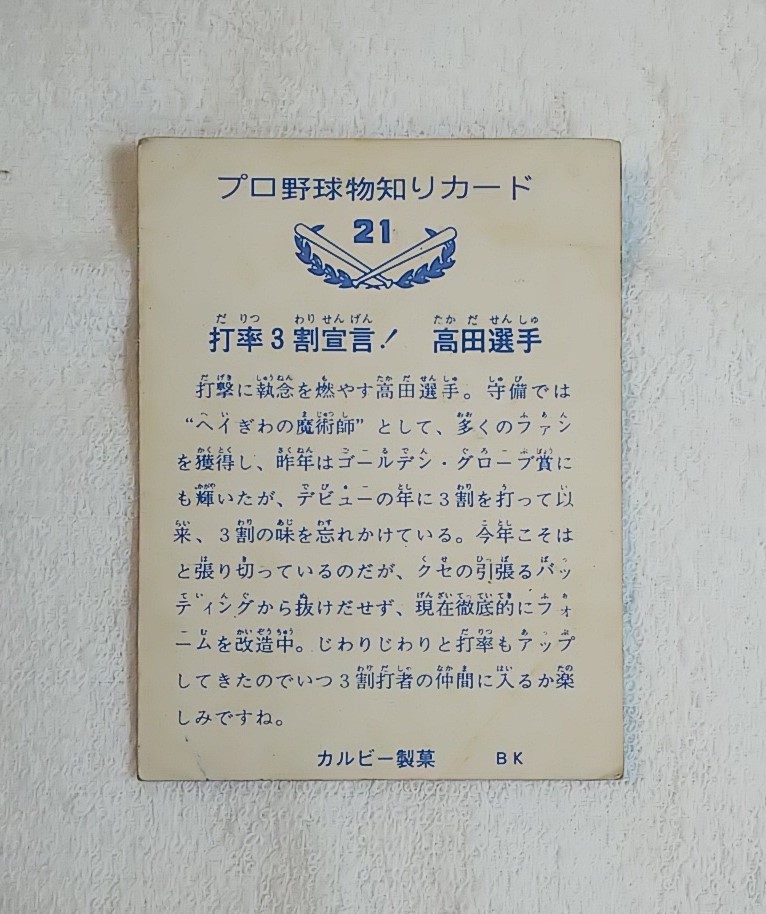 プロ野球物知りカード
21
打率3割宣言! 高田選手
打撃に執念を燃やす高田選手。守備では
“ヘイぎわの魔術師”として、多くのファン
を獲得し、昨年はゴールデン・グローブ賞に
も輝いたが、デビューの年に3割を打って以
来、3割の味を忘れかけている。今年こそは
と張り切っているのだが、クセの引張るバッ
ティングから抜けだせず、現在徹底的にフォ
ームを改造中。じわりじわりと打率もアップ
してきたのでいつ3割打者の仲間に入るか楽
しみですね。
カルビー製菓 BK